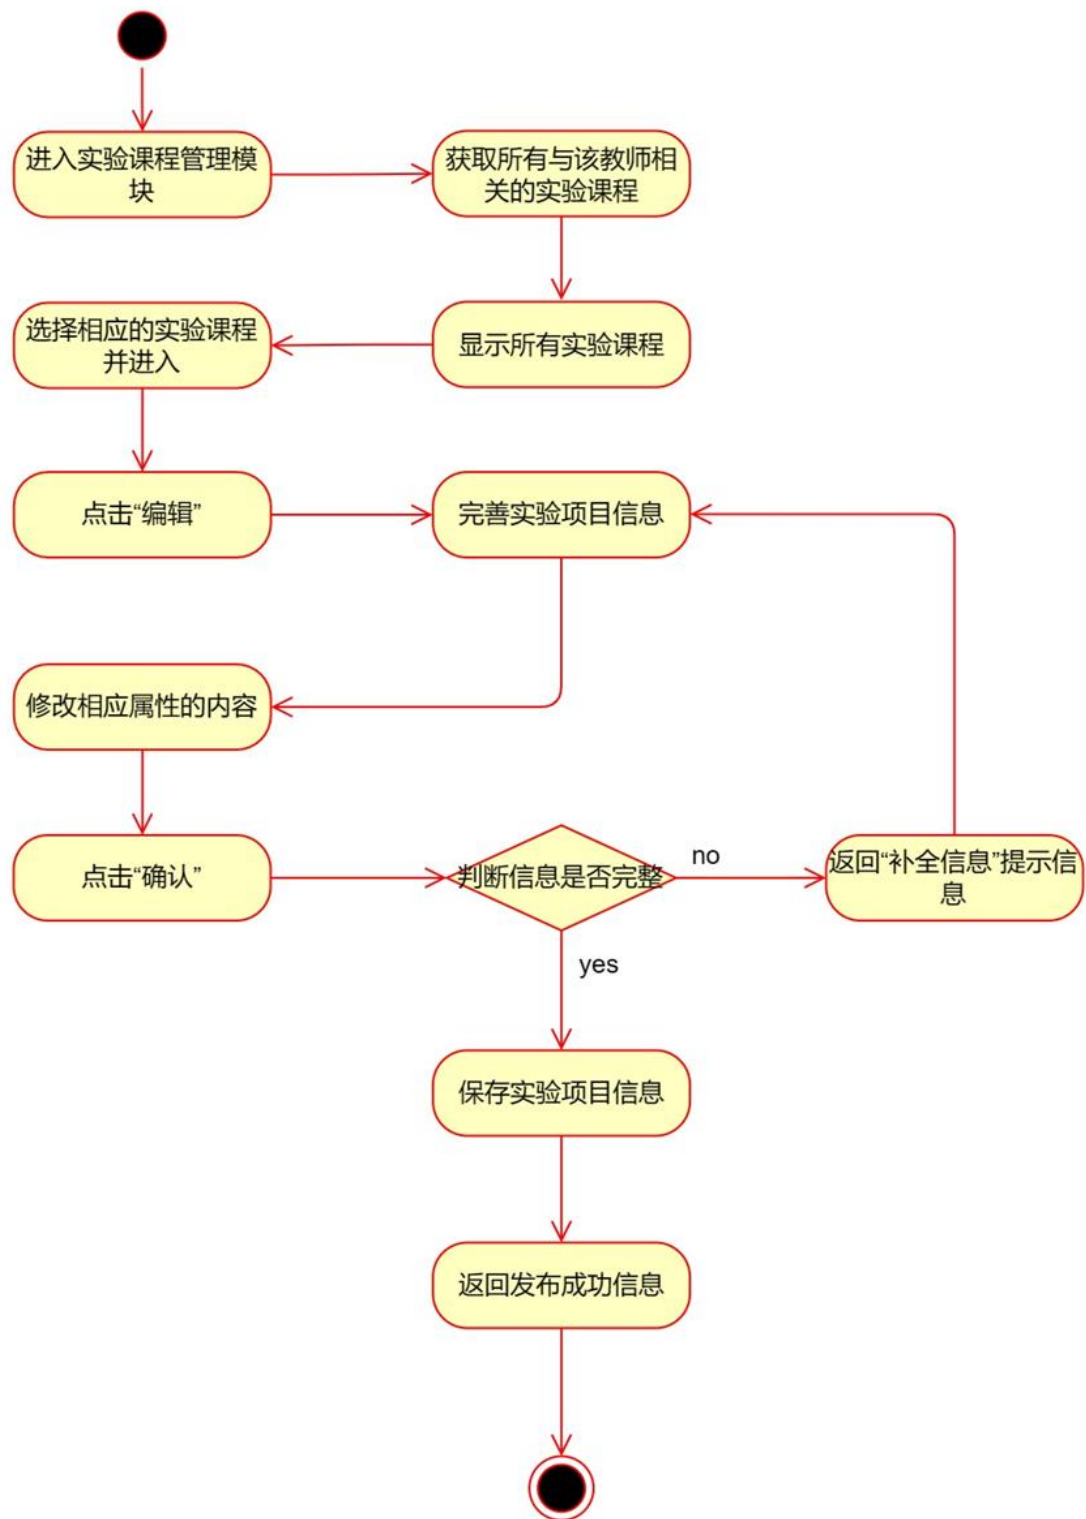 进入实验课程管理模
块
获取所有与该教师相
关的实验课程
选择相应的实验课程
并进入
显示所有实验课程
点击“编辑”
完善实验项目信息
修改相应属性的内容
点击“确认”
判断信息是否完整
no
返回“补全信息”提示信
息
yes
保存实验项目信息
返回发布成功信息